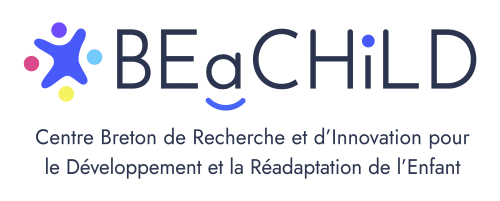 BEaCHiLD
Centre Breton de Recherche et d'Innovation pour
le Développement et la Réadaptation de l'Enfant